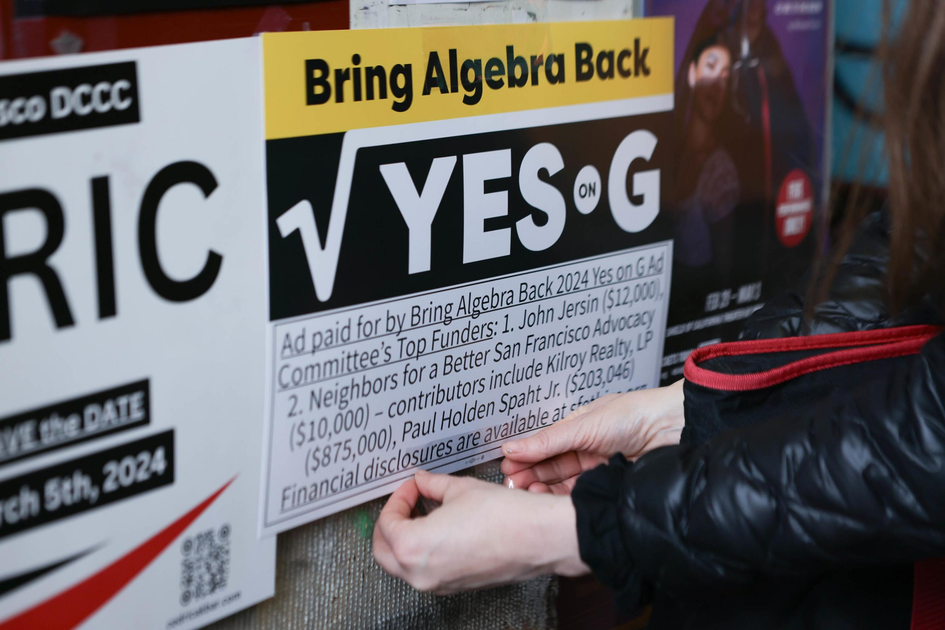 sco DCCC
RIC
AVE the DATE
rch 5th, 2024
Bring Algebra Back
√YES ON G
Ad paid for by Bring Algebra Back 2024 Yes on G Ad
Committee's Top Funders: 1. John Jersin ($12,000),
2. Neighbors for a Better San Francisco Advocacy
($10,000) – contributors include Kilroy Realty, LP
($875,000), Paul Holden Spaht Jr. ($203,046)
Financial disclosures are available at